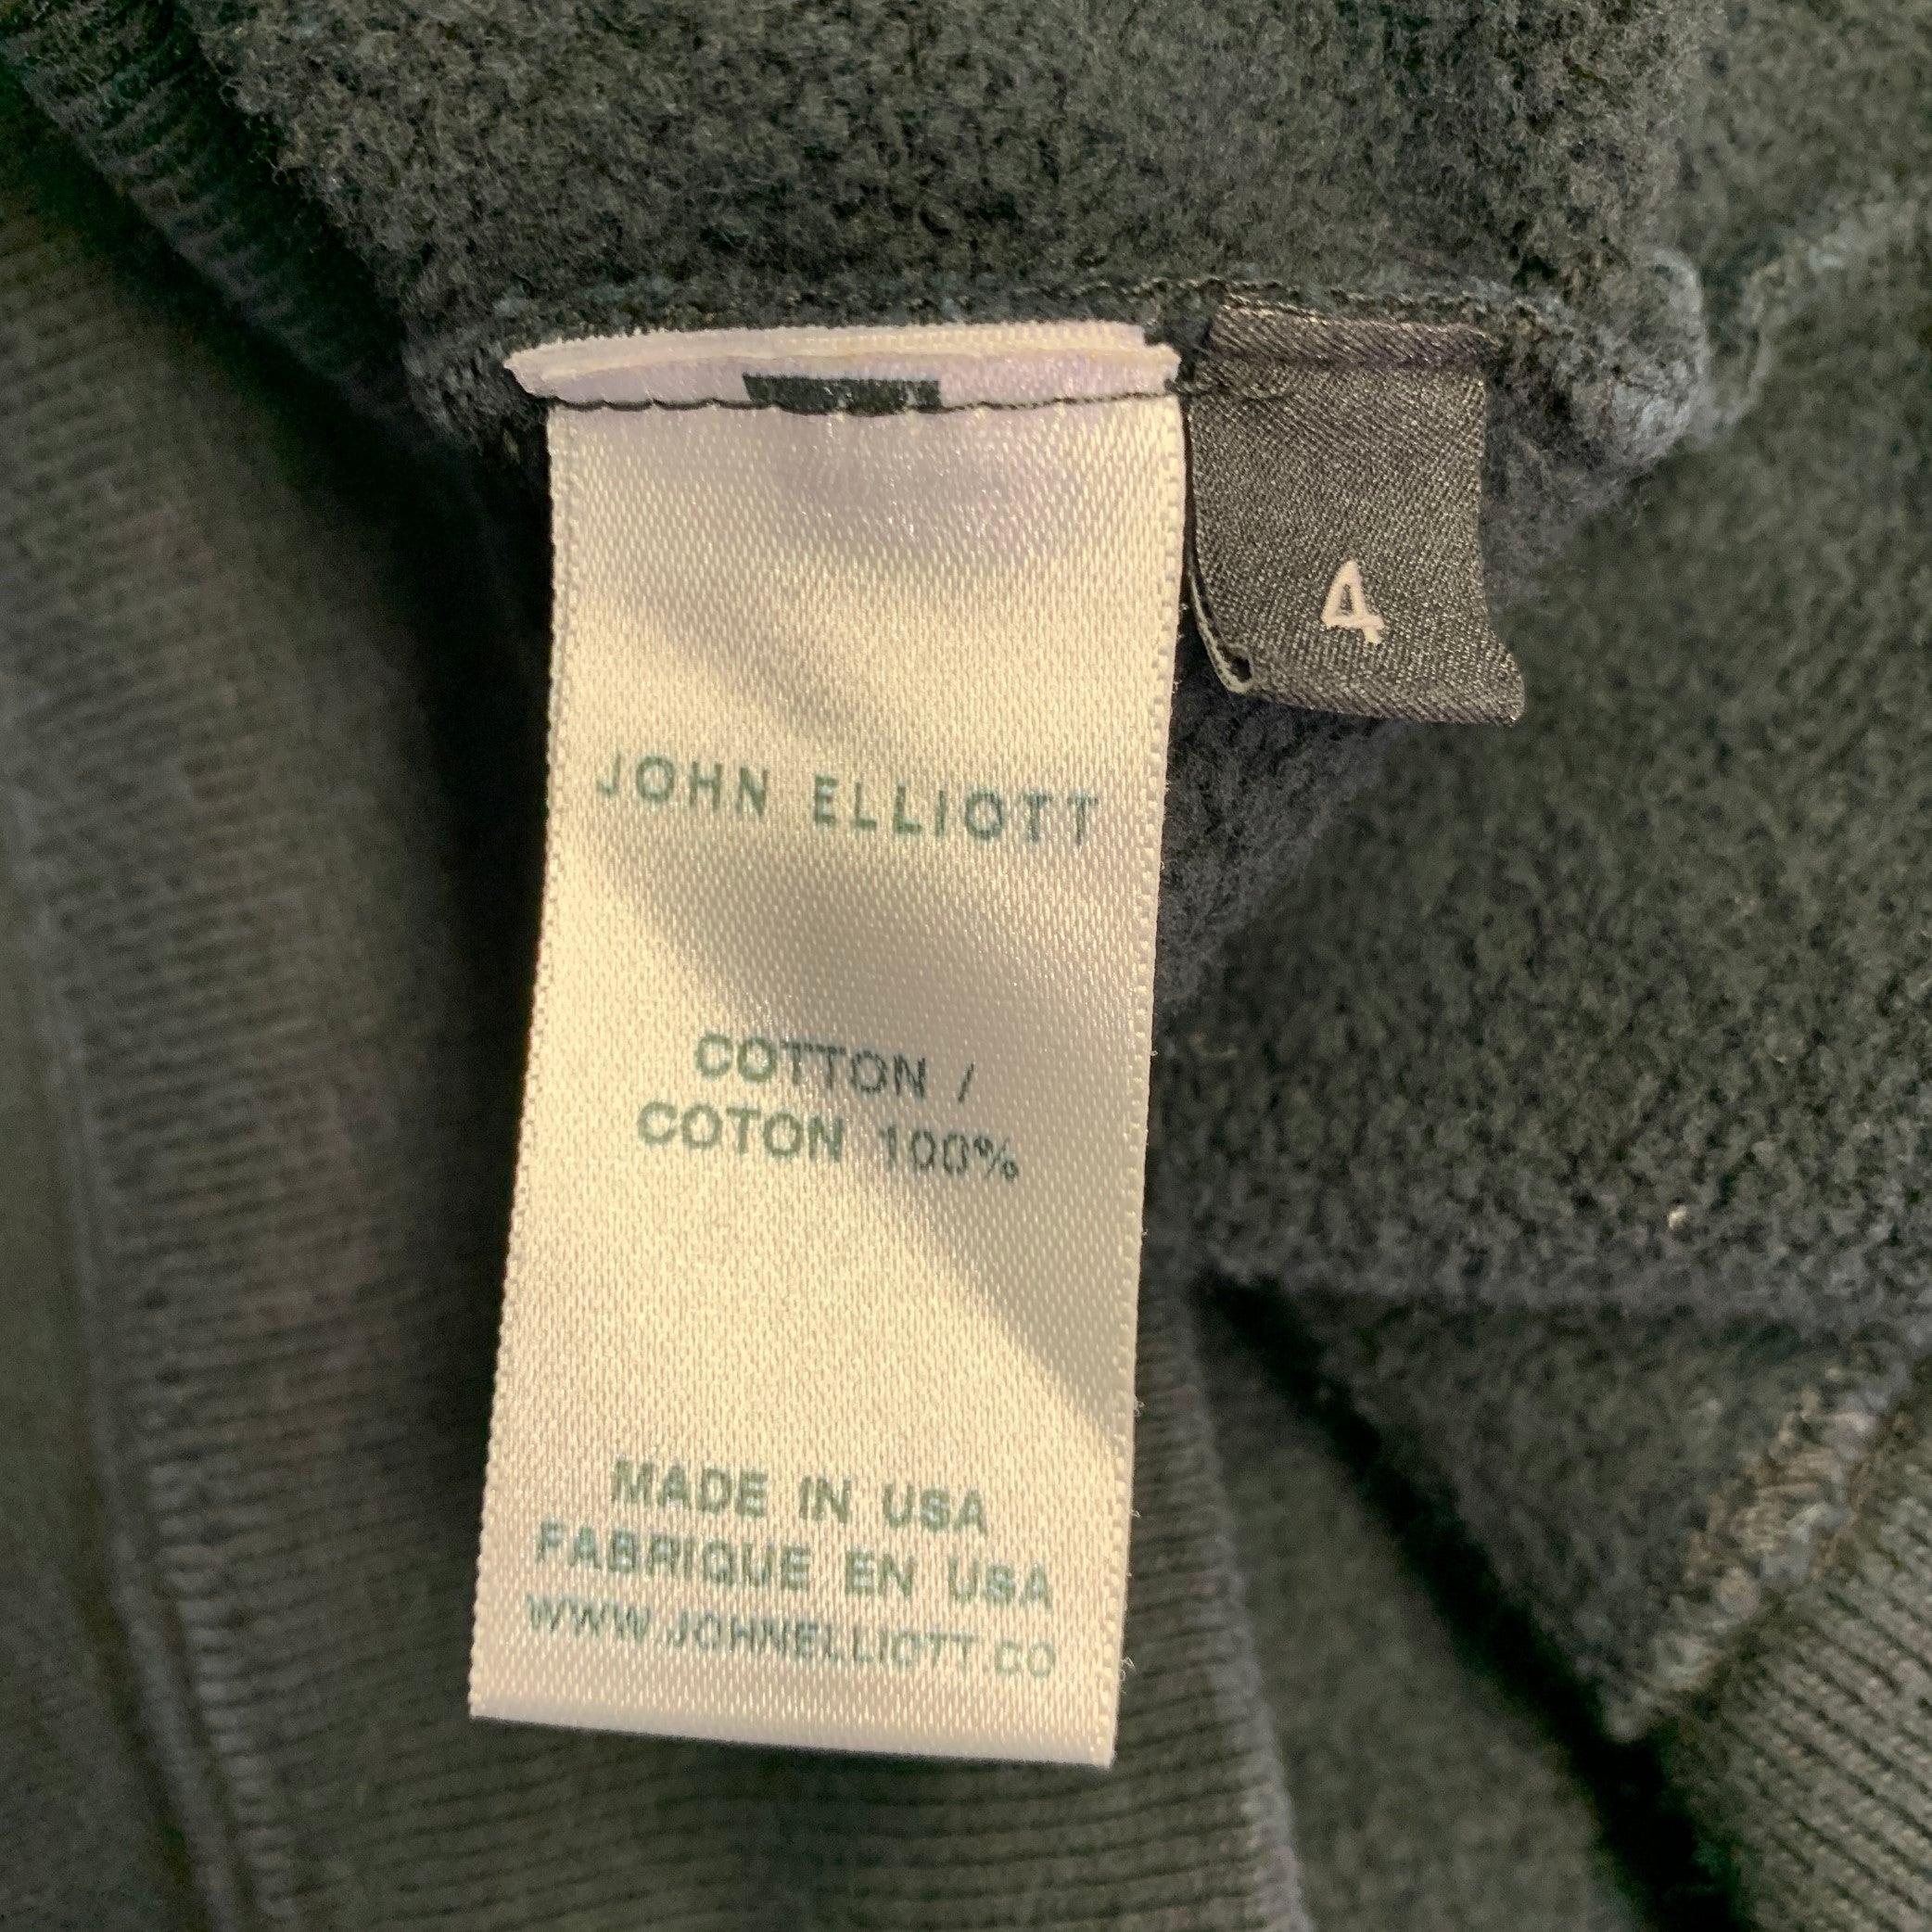 4
JOHN ELLIOTT
COTTON /
COTON 100%
MADE IN USA
FABRIQUE EN USA
WWW.JOHNELLIOTT.CO